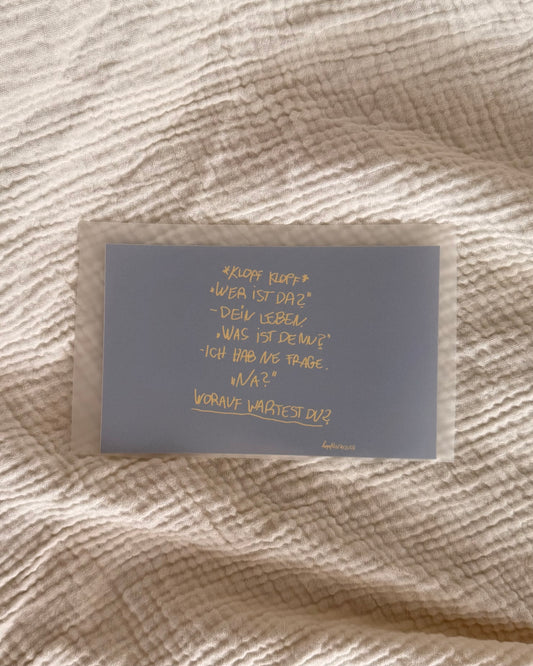 *KLOPF KLOPF*
"WER IST DA?"
- DEIN LEBEN.
"WAS IST DENN?"
- ICH HAB NE FRAGE.
"NA?"
WORAUF WARTEST DU?